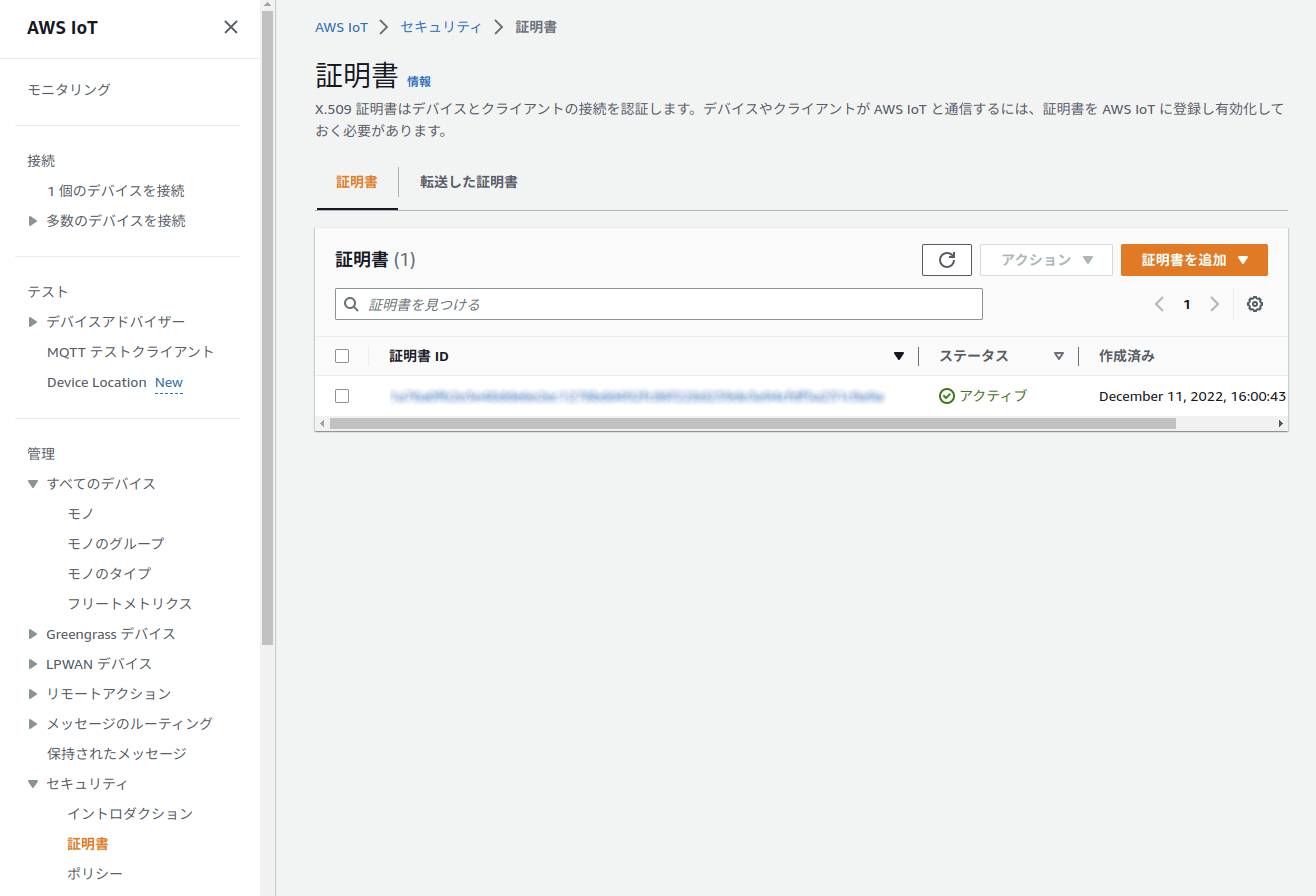 AWS IoT
モニタリング
接続
1 個のデバイスを接続
多数のデバイスを接続
テスト
デバイスアドバイザー
MQTT テストクライアント
Device Location New
管理
すべてのデバイス
モノ
モノのグループ
モノのタイプ
フリートメトリクス
Greengrass デバイス
LPWAN デバイス
リモートアクション
メッセージのルーティング
保持されたメッセージ
セキュリティ
イントロダクション
証明書
ポリシー
AWS IoT セキュリティ 証明書
証明書 情報
X.509 証明書はデバイスとクライアントの接続を認証します。デバイスやクライアントが AWS IoT と通信するには、証明書を AWS IoT に登録し有効化して
おく必要があります。
証明書 転送した証明書
証明書 (1) アクション 証明書を追加
証明書を見つける 1
証明書 ID ステータス 作成済み
アクティブ December 11, 2022, 16:00:43